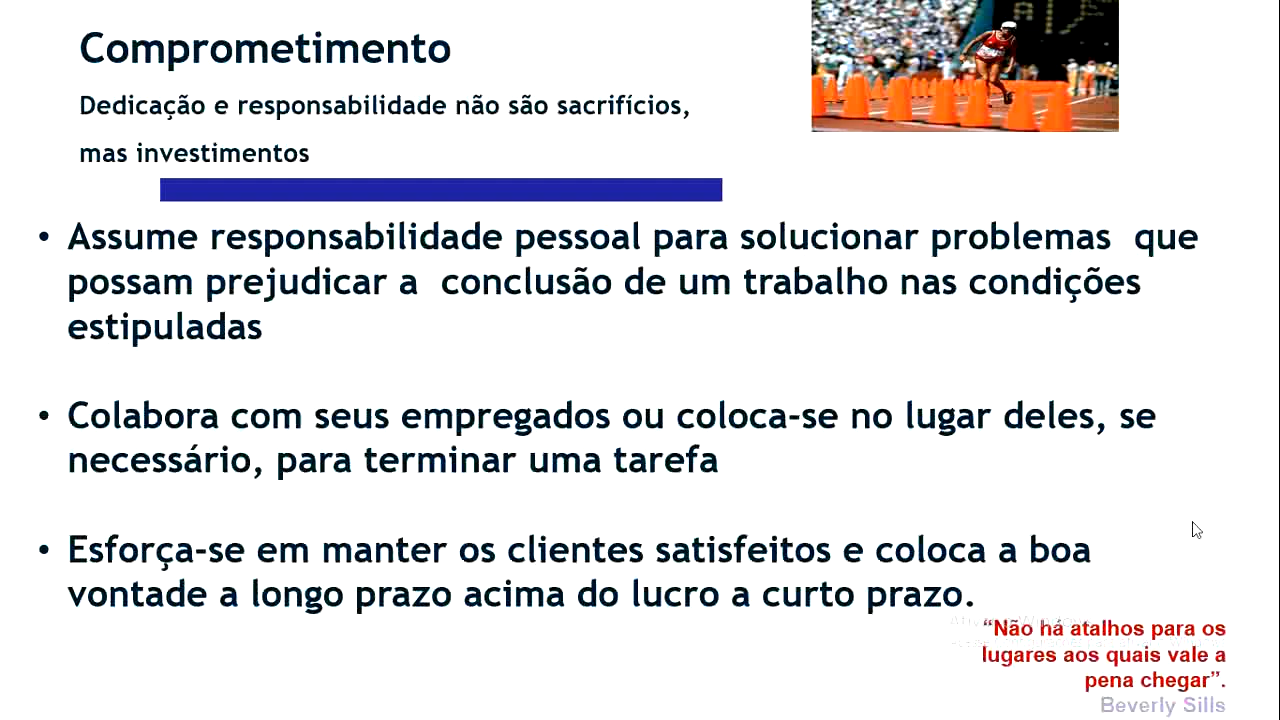 Comprometimento
Dedicação e responsabilidade não são sacrifícios,
mas investimentos
• Assume responsabilidade pessoal para solucionar problemas que
possam prejudicar a conclusão de um trabalho nas condições
estipuladas
• Colabora com seus empregados ou coloca-se no lugar deles, se
necessário, para terminar uma tarefa
• Esforça-se em manter os clientes satisfeitos e coloca a boa
vontade a longo prazo acima do lucro a curto prazo.
“Não há atalhos para os
lugares aos quais vale a
pena chegar”.
Beverly Sills